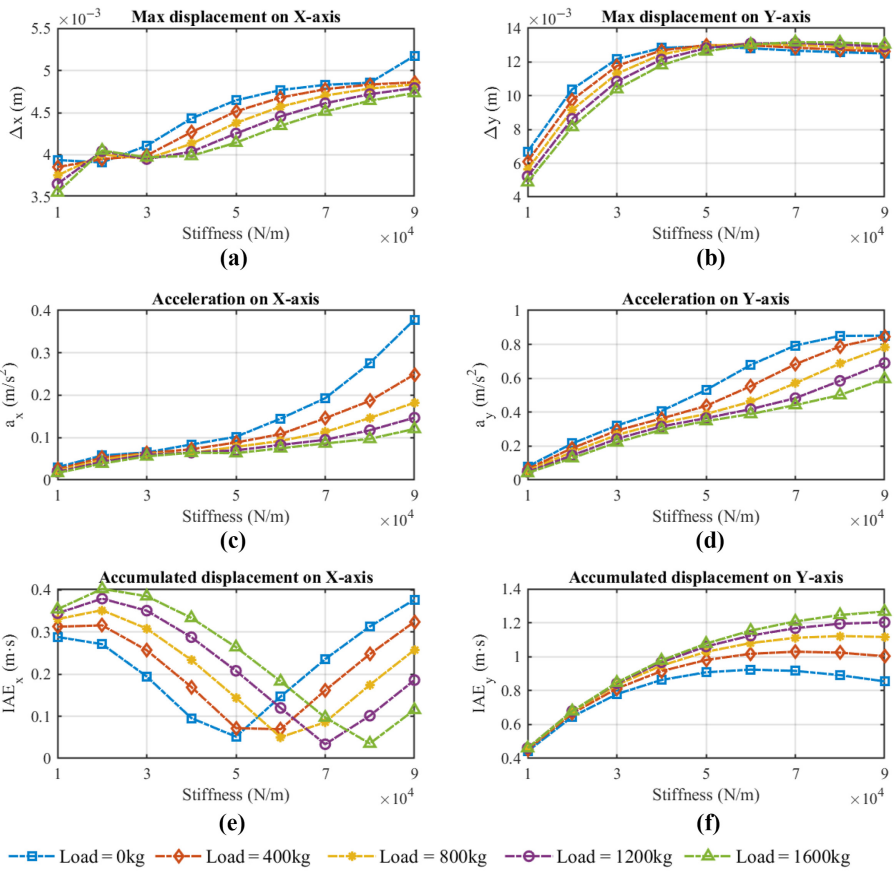 Max displacement on X-axis
×10⁻³
5.5
5
4.5
4
3.5
Δx (m)
1 3 5 7 9
Stiffness (N/m)
×10⁴
(a)
Max displacement on Y-axis
×10⁻³
14
12
10
8
6
4
Δy (m)
1 3 5 7 9
Stiffness (N/m)
×10⁴
(b)
Acceleration on X-axis
0.4
0.3
0.2
0.1
0
aₓ (m/s²)
1 3 5 7 9
Stiffness (N/m)
×10⁴
(c)
Acceleration on Y-axis
1
0.8
0.6
0.4
0.2
0
a_y (m/s²)
1 3 5 7 9
Stiffness (N/m)
×10⁴
(d)
Accumulated displacement on X-axis
0.4
0.3
0.2
0.1
0
IAEₓ (m·s)
1 3 5 7 9
Stiffness (N/m)
×10⁴
(e)
Accumulated displacement on Y-axis
1.4
1.2
1
0.8
0.6
0.4
IAE_y (m·s)
1 3 5 7 9
Stiffness (N/m)
×10⁴
(f)
Load = 0kg Load = 400kg Load = 800kg Load = 1200kg Load = 1600kg